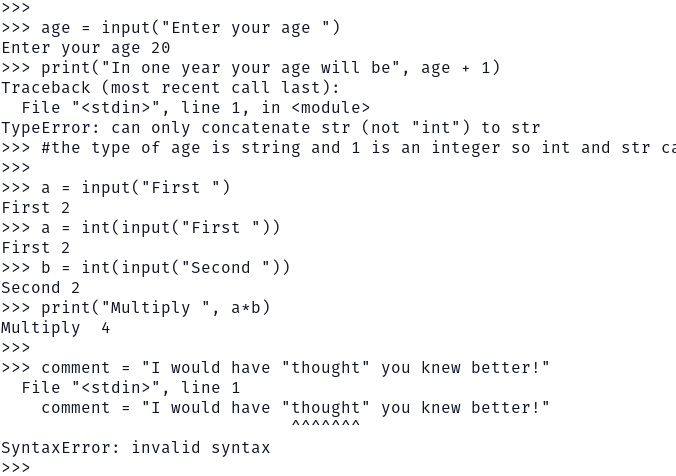 >>>
>>> age = input("Enter your age ")
Enter your age 20
>>> print("In one year your age will be", age + 1)
Traceback (most recent call last):
  File "<stdin>", line 1, in <module>
TypeError: can only concatenate str (not "int") to str
>>> #the type of age is string and 1 is an integer so int and str
>>>
>>> a = input("First ")
First 2
>>> a = int(input("First "))
First 2
>>> b = int(input("Second "))
Second 2
>>> print("Multiply ", a*b)
Multiply  4
>>>
>>> comment = "I would have "thought" you knew better!"
  File "<stdin>", line 1
    comment = "I would have "thought" you knew better!"
                             ^^^^^^^
SyntaxError: invalid syntax
>>>